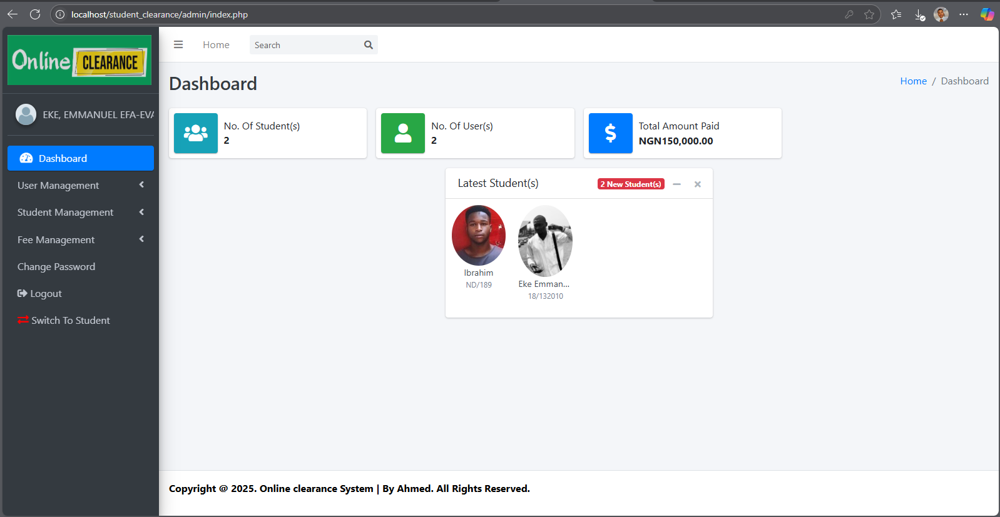 localhost/student_clearance/admin/index.php
Online CLEARANCE
EKE, EMMANUEL EFA-EVA
Dashboard
User Management
Student Management
Fee Management
Change Password
Logout
Switch To Student
Home
Search
Dashboard
Home / Dashboard
No. Of Student(s)
2
No. Of User(s)
2
Total Amount Paid
NGN150,000.00
Latest Student(s)
2 New Student(s)
Ibrahim
ND/189
Eke Emman...
18/132010
Copyright @ 2025. Online clearance System | By Ahmed. All Rights Reserved.